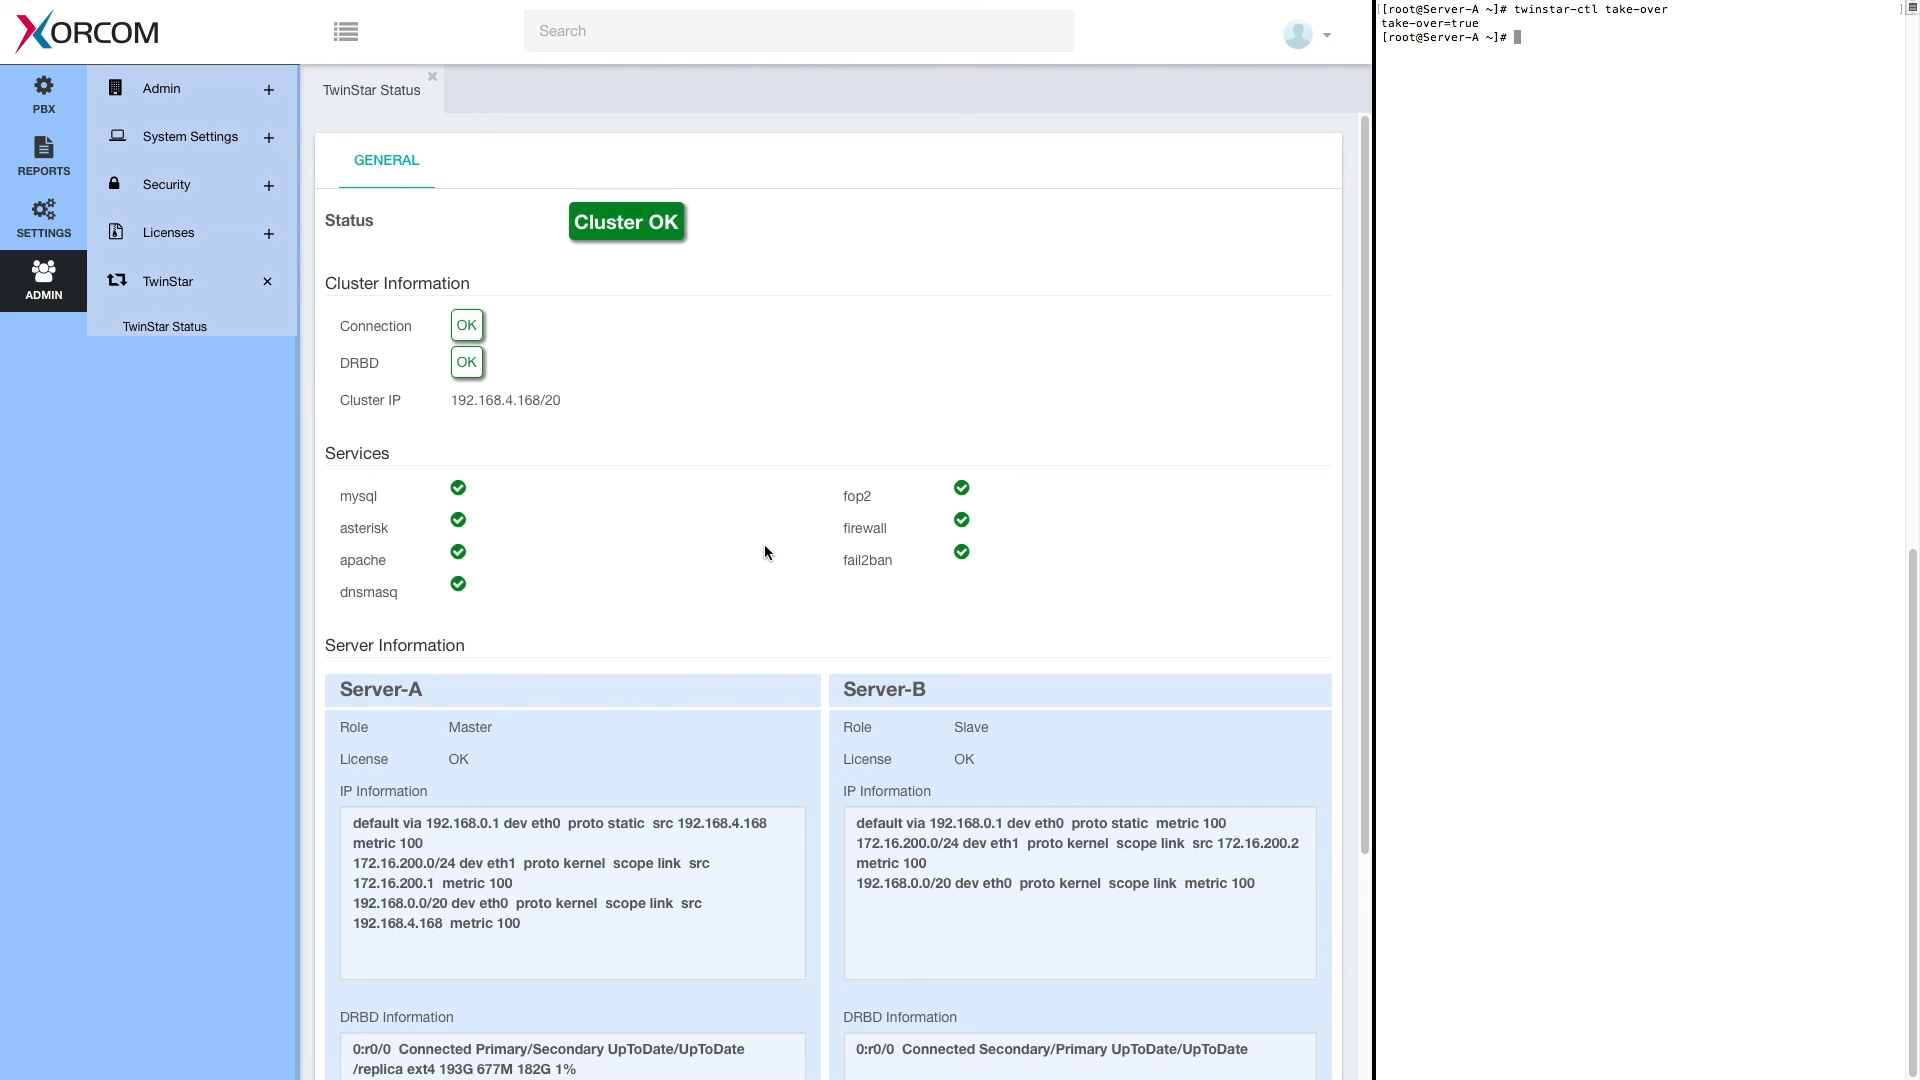 XORCOM
Search
PBX
REPORTS
SETTINGS
ADMIN
Admin +
System Settings +
Security +
Licenses +
TwinStar ×
TwinStar Status
TwinStar Status ×
GENERAL
Status Cluster OK
Cluster Information
Connection OK
DRBD OK
Cluster IP 192.168.4.168/20
Services
mysql fop2
asterisk firewall
apache fail2ban
dnsmasq
Server Information
Server-A
Role Master
License OK
IP Information
default via 192.168.0.1 dev eth0 proto static src 192.168.4.168
metric 100
172.16.200.0/24 dev eth1 proto kernel scope link src
172.16.200.1 metric 100
192.168.0.0/20 dev eth0 proto kernel scope link src
192.168.4.168 metric 100
DRBD Information
0:r0/0 Connected Primary/Secondary UpToDate/UpToDate
/replica ext4 193G 677M 182G 1%
Server-B
Role Slave
License OK
IP Information
default via 192.168.0.1 dev eth0 proto static metric 100
172.16.200.0/24 dev eth1 proto kernel scope link src 172.16.200.2
metric 100
192.168.0.0/20 dev eth0 proto kernel scope link metric 100
DRBD Information
0:r0/0 Connected Secondary/Primary UpToDate/UpToDate
[[root@Server-A ~]# twinstar-ctl take-over ]
take-over=true
[root@Server-A ~]#